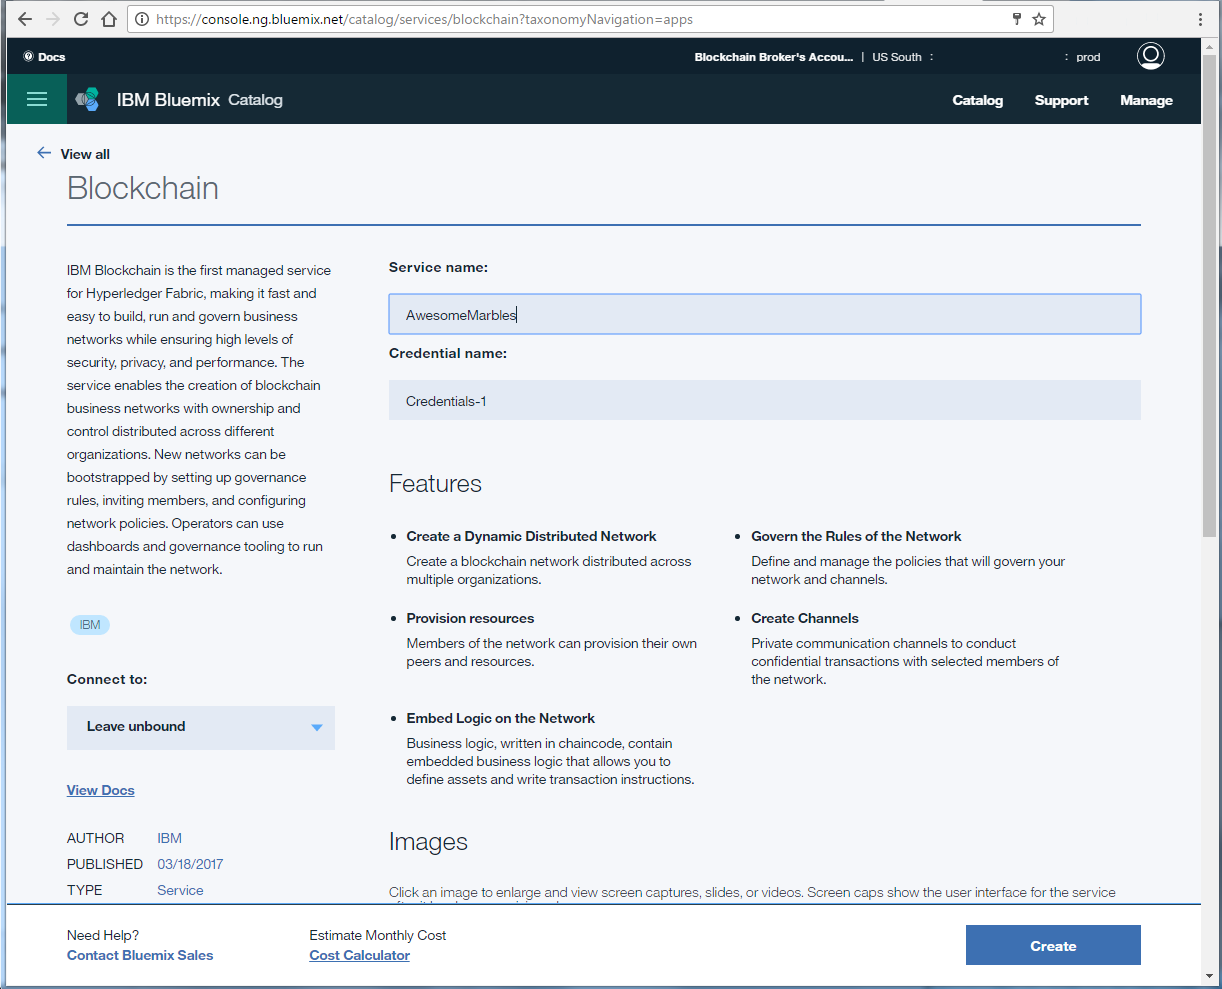 https://console.ng.bluemix.net/catalog/services/blockchain?taxonomyNavigation=apps
Docs
Blockchain Broker's Accou... | US South : : prod
IBM Bluemix Catalog
Catalog Support Manage
View all
Blockchain
IBM Blockchain is the first managed service
for Hyperledger Fabric, making it fast and
easy to build, run and govern business
networks while ensuring high levels of
security, privacy, and performance. The
service enables the creation of blockchain
business networks with ownership and
control distributed across different
organizations. New networks can be
bootstrapped by setting up governance
rules, inviting members, and configuring
network policies. Operators can use
dashboards and governance tooling to run
and maintain the network.
IBM
Connect to:
Leave unbound
View Docs
AUTHOR IBM
PUBLISHED 03/18/2017
TYPE Service
Service name:
AwesomeMarbles
Credential name:
Credentials-1
Features
Create a Dynamic Distributed Network
Create a blockchain network distributed across
multiple organizations.
Govern the Rules of the Network
Define and manage the policies that will govern your
network and channels.
Provision resources
Members of the network can provision their own
peers and resources.
Create Channels
Private communication channels to conduct
confidential transactions with selected members of
the network.
Embed Logic on the Network
Business logic, written in chaincode, contain
embedded business logic that allows you to
define assets and write transaction instructions.
Images
Click an image to enlarge and view screen captures, slides, or videos. Screen caps show the user interface for the service
Need Help?
Contact Bluemix Sales
Estimate Monthly Cost
Cost Calculator
Create